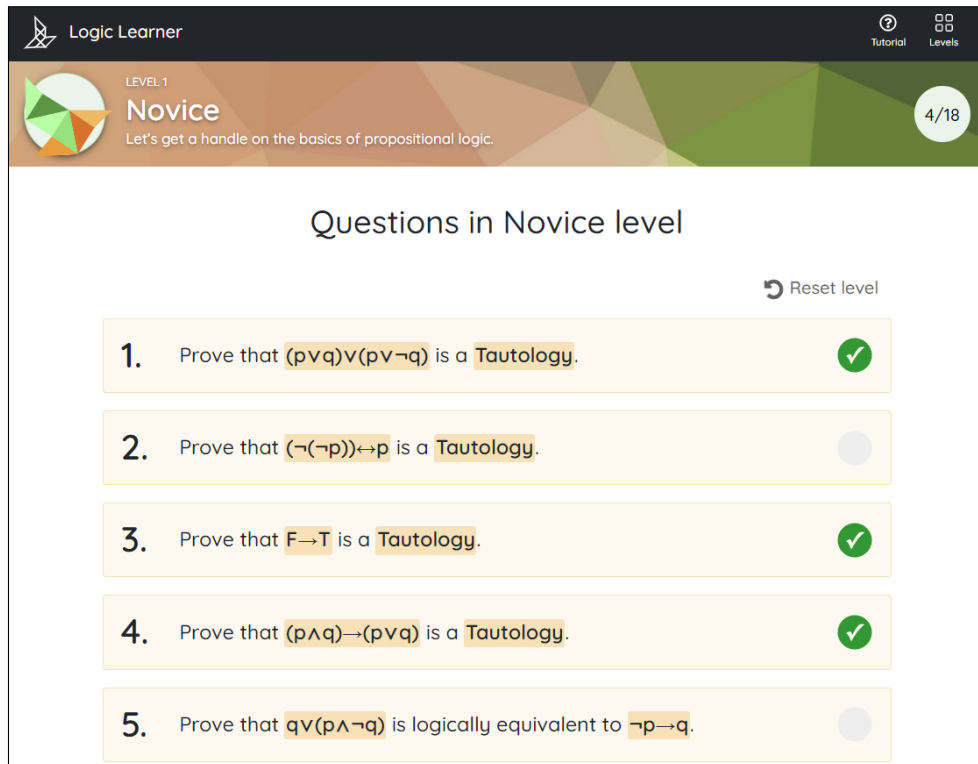 Logic Learner
Tutorial
Levels
LEVEL 1
Novice
Let's get a handle on the basics of propositional logic.
4/18
Questions in Novice level
Reset level
1. Prove that (p∨q)∨(p∨¬q) is a Tautology.
2. Prove that (¬(¬p))↔p is a Tautology.
3. Prove that F→T is a Tautology.
4. Prove that (p∧q)→(p∨q) is a Tautology.
5. Prove that q∨(p∧¬q) is logically equivalent to ¬p→q.